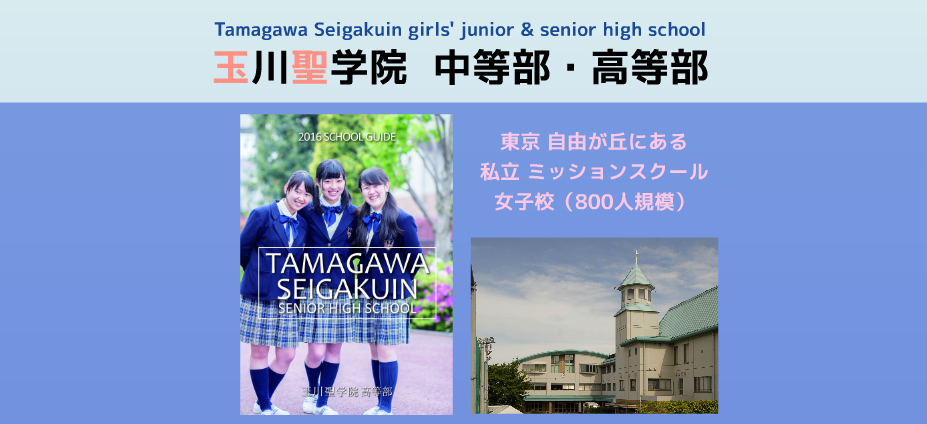 Tamagawa Seigakuin girls' junior & senior high school
玉川聖学院 中等部・高等部
2016 SCHOOL GUIDE
TAMAGAWA
SEIGAKUIN
SENIOR HIGH SCHOOL
玉川聖学院 高等部
東京 自由が丘にある
私立 ミッションスクール
女子校（800人規模）